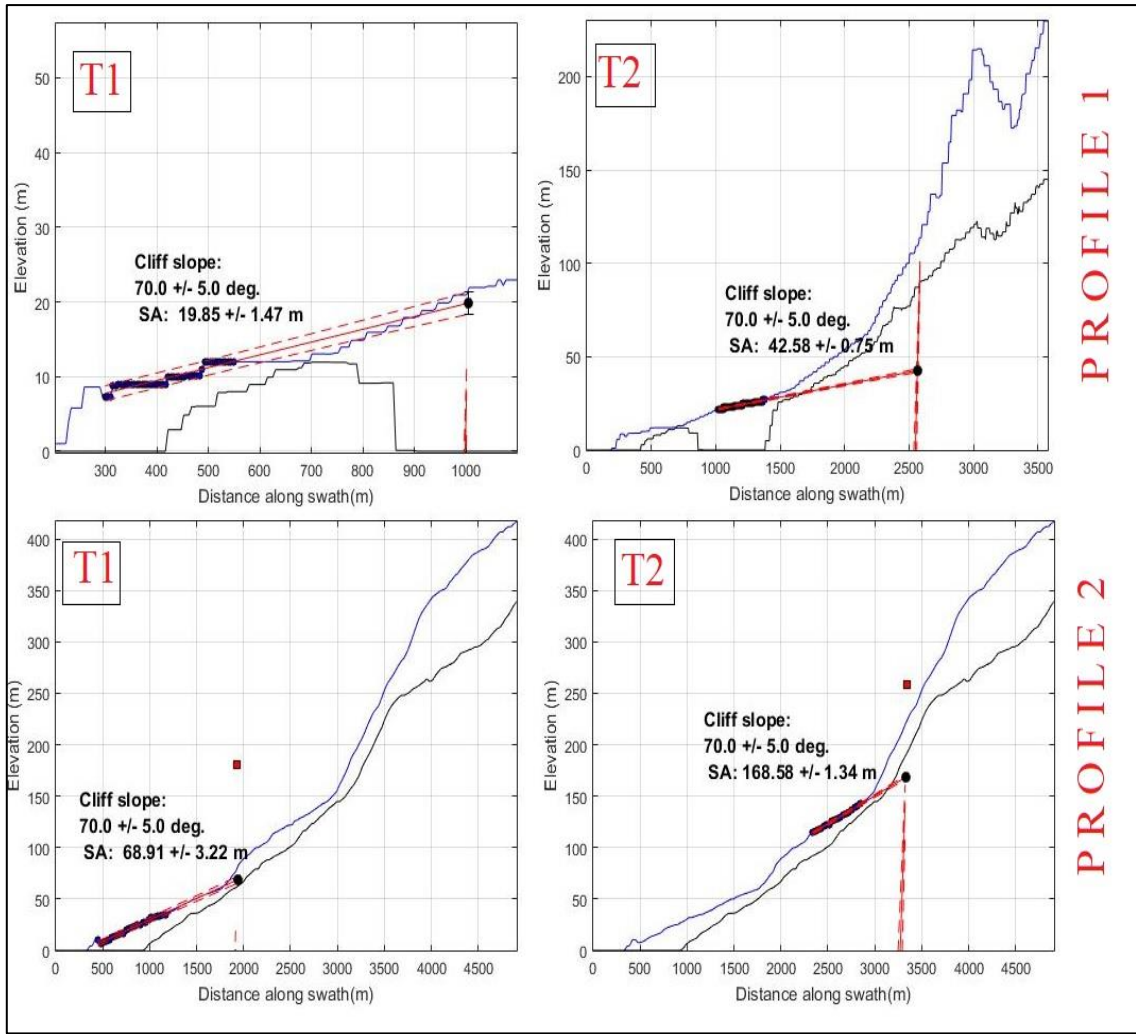 T1
50
40
30
20
10
0
Elevation (m)
Cliff slope:
70.0 +/- 5.0 deg.
SA: 19.85 +/- 1.47 m
300 400 500 600 700 800 900 1000
Distance along swath(m)
T2
200
150
100
50
0
Elevation (m)
Cliff slope:
70.0 +/- 5.0 deg.
SA: 42.58 +/- 0.75 m
0 500 1000 1500 2000 2500 3000 3500
Distance along swath(m)
PROFILE 1
T1
400
350
300
250
200
150
100
50
0
Elevation (m)
Cliff slope:
70.0 +/- 5.0 deg.
SA: 68.91 +/- 3.22 m
0 500 1000 1500 2000 2500 3000 3500 4000 4500
Distance along swath(m)
T2
400
350
300
250
200
150
100
50
0
Elevation (m)
Cliff slope:
70.0 +/- 5.0 deg.
SA: 168.58 +/- 1.34 m
0 500 1000 1500 2000 2500 3000 3500 4000 4500
Distance along swath(m)
PROFILE 2